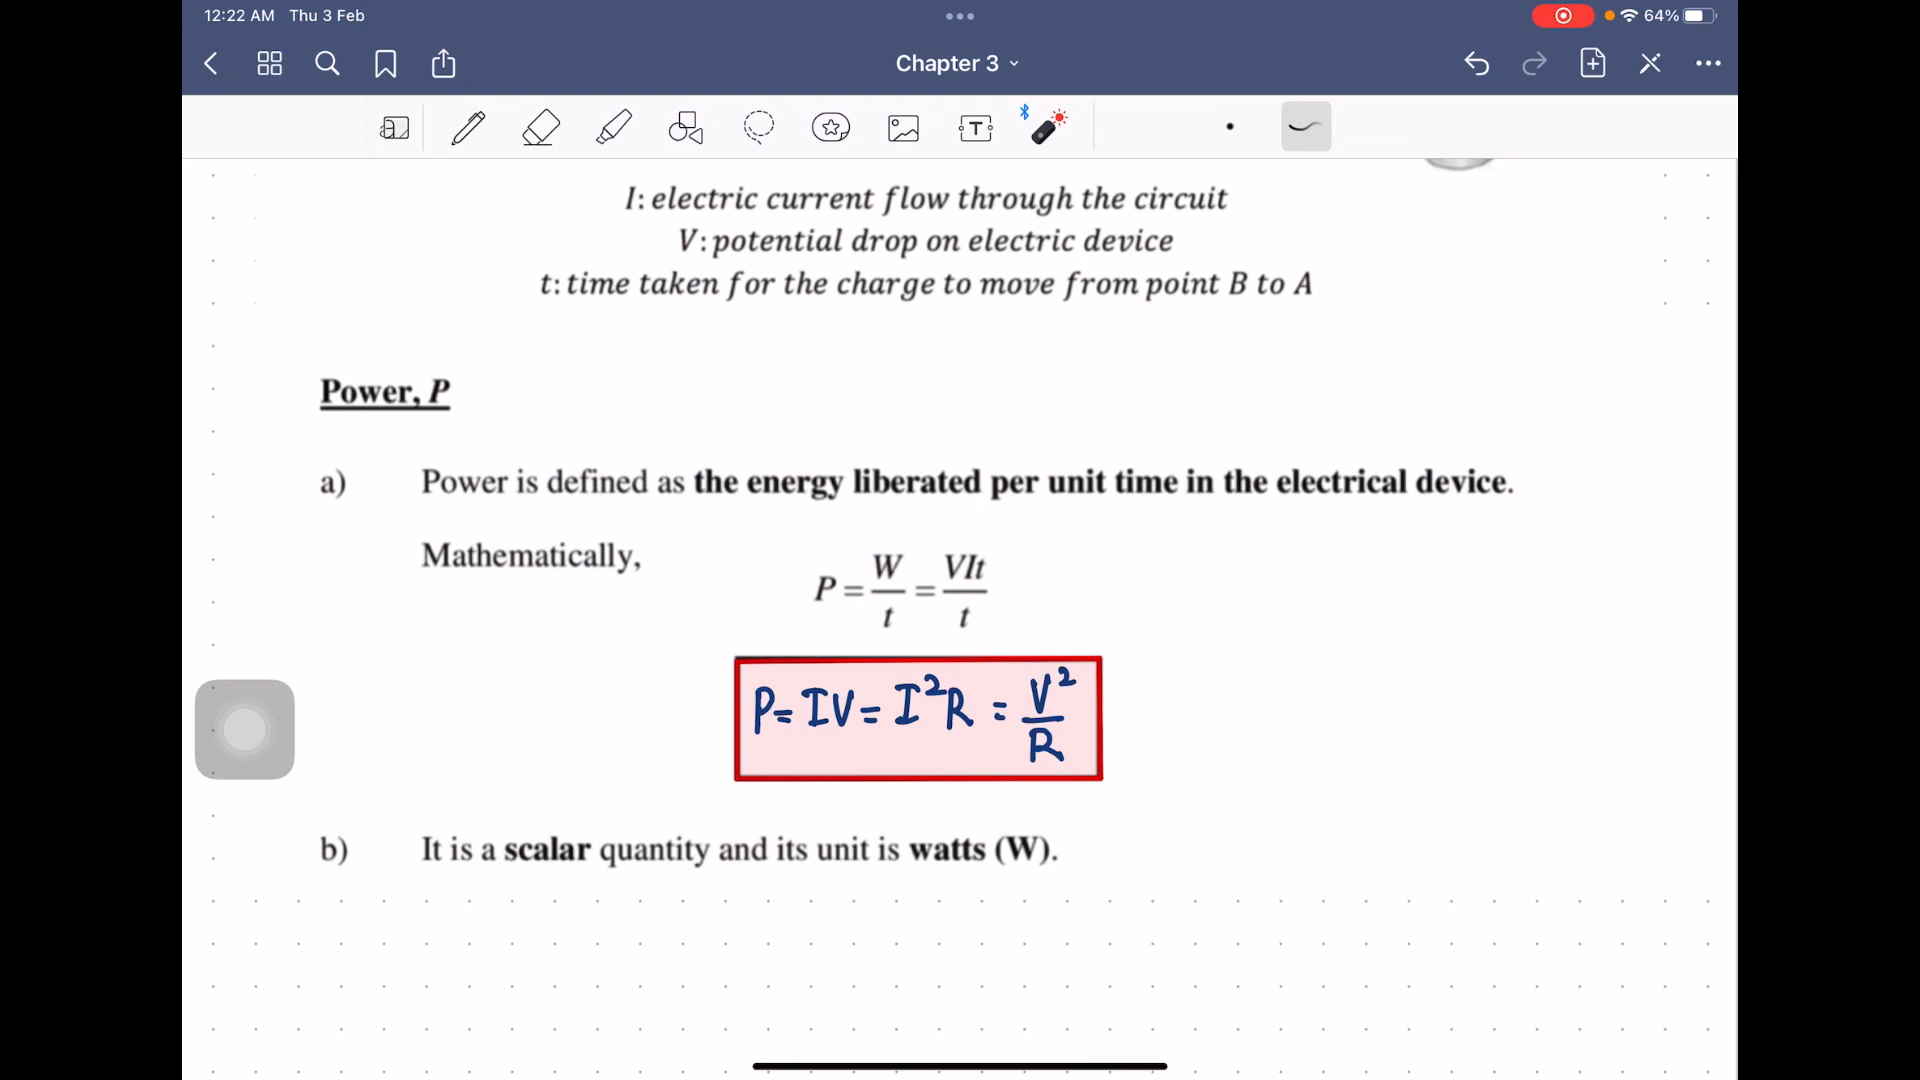 12:22 AM Thu 3 Feb
64%
Chapter 3
I: electric current flow through the circuit
V: potential drop on electric device
t: time taken for the charge to move from point B to A
Power, P
a) Power is defined as the energy liberated per unit time in the electrical device.
Mathematically,
P = W/t = VIt/t
P = IV = I²R = V²/R
b) It is a scalar quantity and its unit is watts (W).